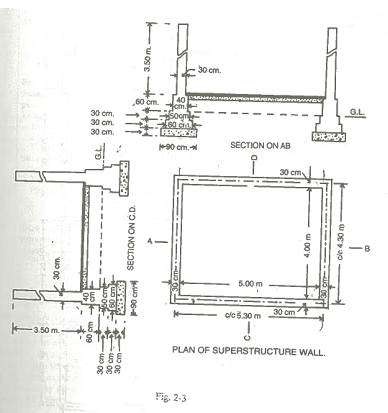 3.50 m.
30 cm.
60 cm.
40 cm.
G.L.
30 cm.
50cm
30 cm.
60 cm.
30 cm.
90 cm.
SECTION ON AB
G.L.
D
30 cm.
SECTION ON C.D.
A
B
4.00 m
c/c 4.30 m
30 cm.
40 cm
50 cm
60 cm
90 cm
30 cm
5.00 m
30 cm
3.50 m.
60 cm
30 cm
30 cm
30 cm
c/c 5.30 m
30 cm
C
PLAN OF SUPERSTRUCTURE WALL.
Fig. 2-3